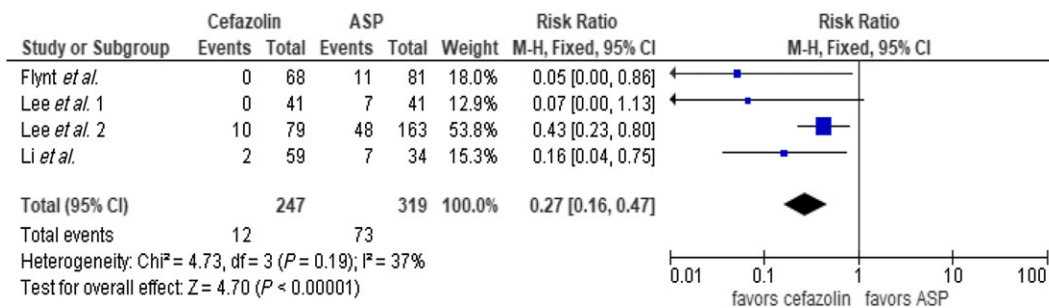 Cefazolin ASP Risk Ratio Risk Ratio
Study or Subgroup Events Total Events Total Weight M-H, Fixed, 95% CI M-H, Fixed, 95% CI
Flynt et al. 0 68 11 81 18.0% 0.05 [0.00, 0.86]
Lee et al. 1 0 41 7 41 12.9% 0.07 [0.00, 1.13]
Lee et al. 2 10 79 48 163 53.8% 0.43 [0.23, 0.80]
Li et al. 2 59 7 34 15.3% 0.16 [0.04, 0.75]
Total (95% CI) 247 319 100.0% 0.27 [0.16, 0.47]
Total events 12 73
Heterogeneity: Chi² = 4.73, df = 3 (P = 0.19); I² = 37%
Test for overall effect: Z = 4.70 (P < 0.00001)
0.01 0.1 1 10 100
favors cefazolin favors ASP